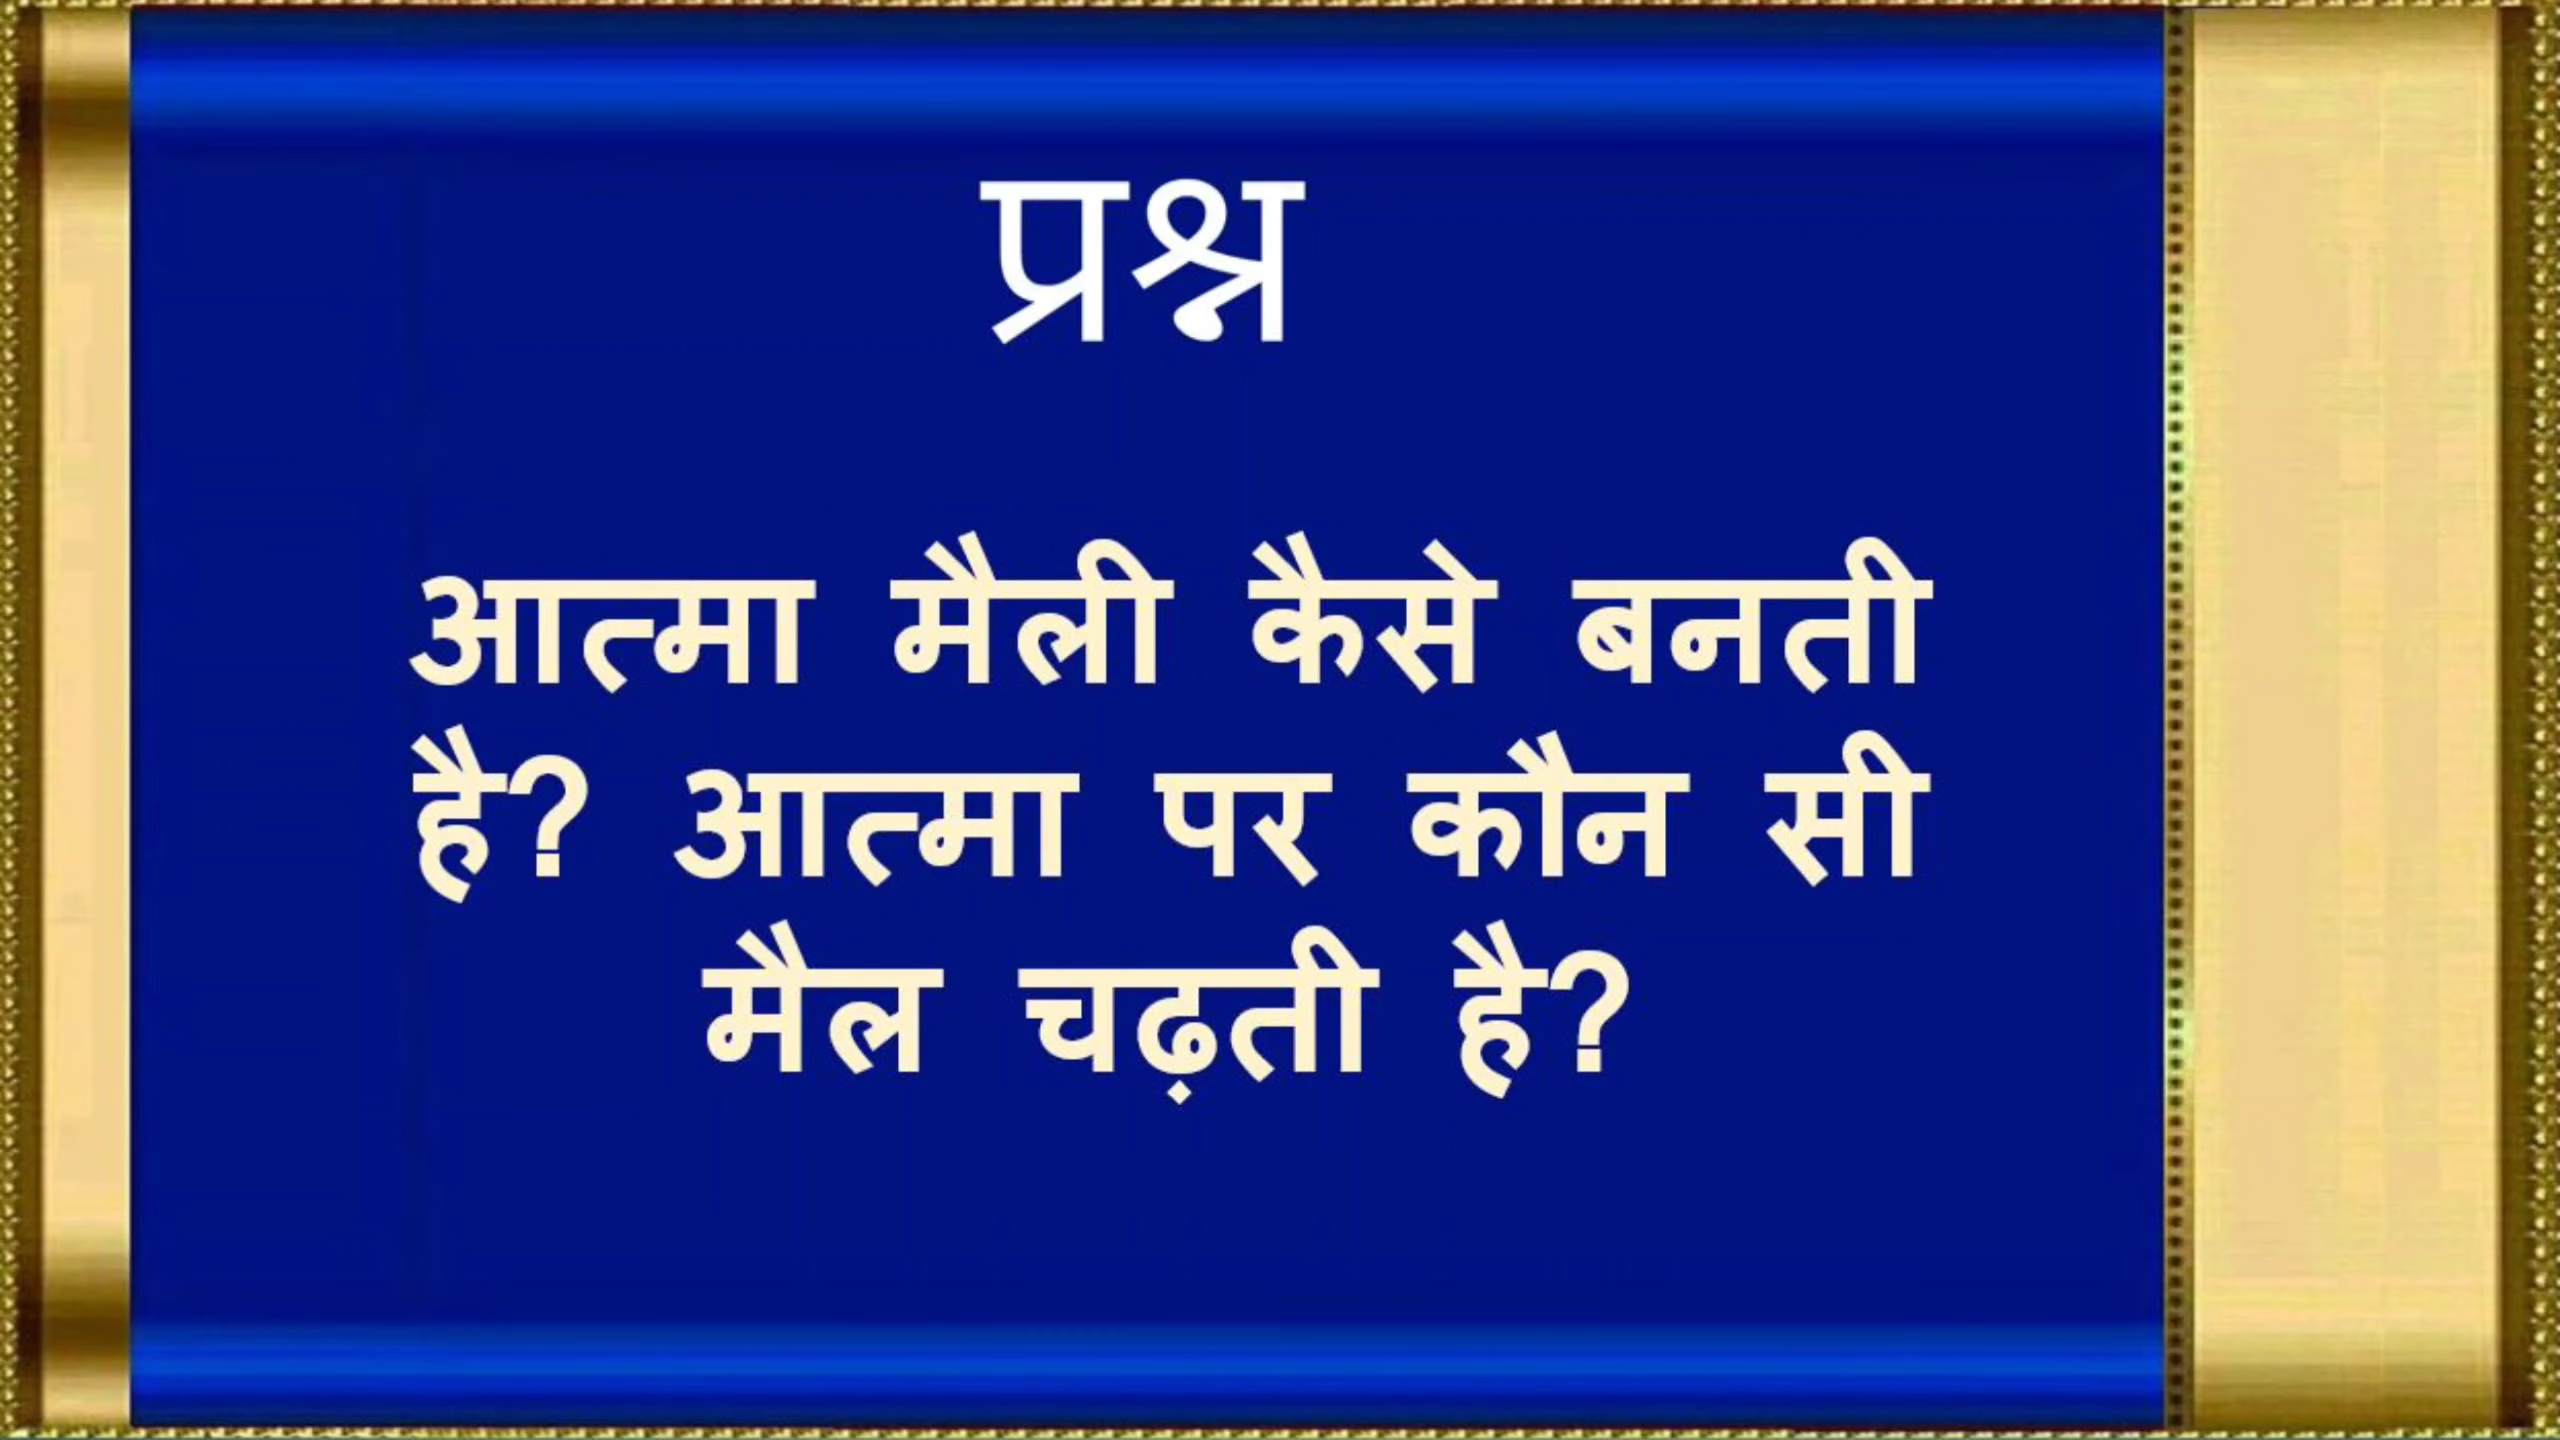 प्रश्न
आत्मा मैली कैसे बनती
है? आत्मा पर कौन सी
मैल चढ़ती है?